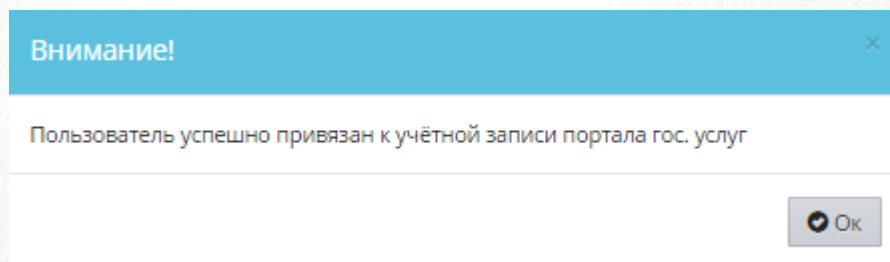 Внимание!
Пользователь успешно привязан к учётной записи портала гос. услуг
Ок